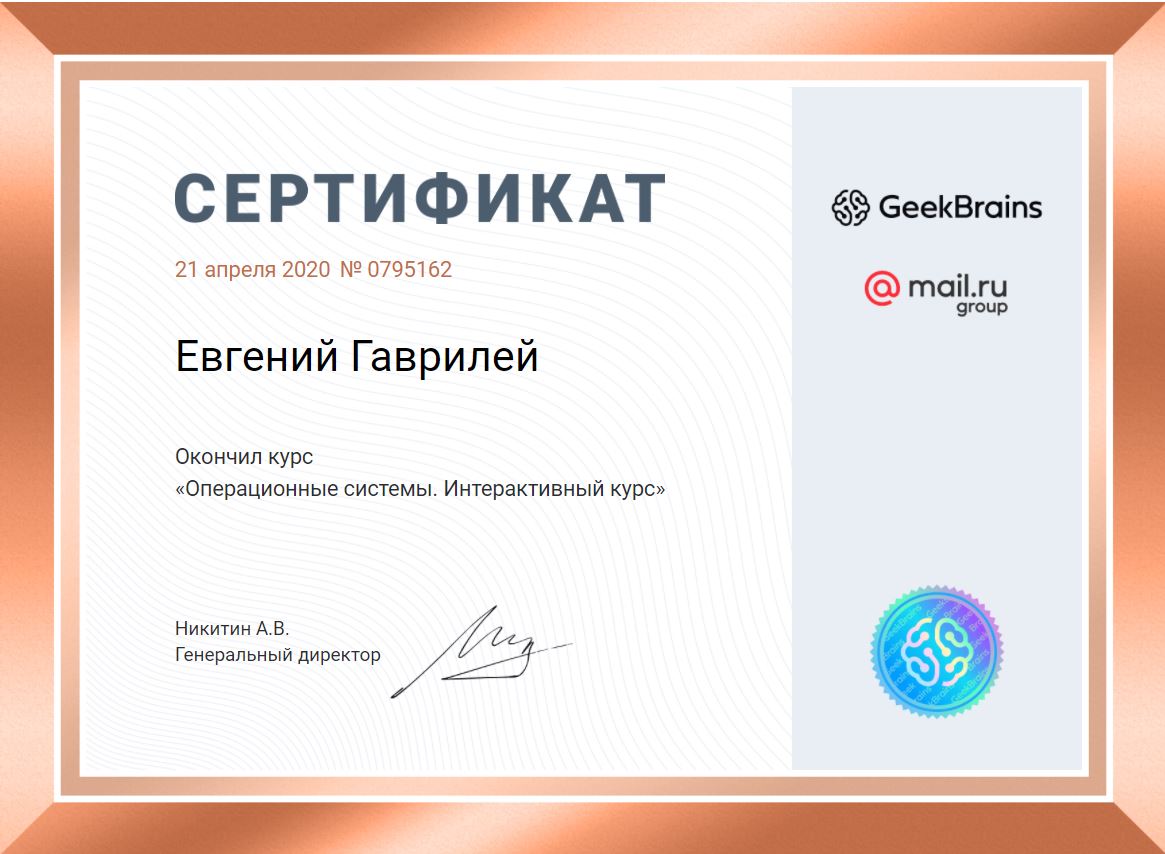 СЕРТИФИКАТ
21 апреля 2020 № 0795162
Евгений Гаврилей
Окончил курс
«Операционные системы. Интерактивный курс»
Никитин А.В.
Генеральный директор
GeekBrains
@mail.ru
group